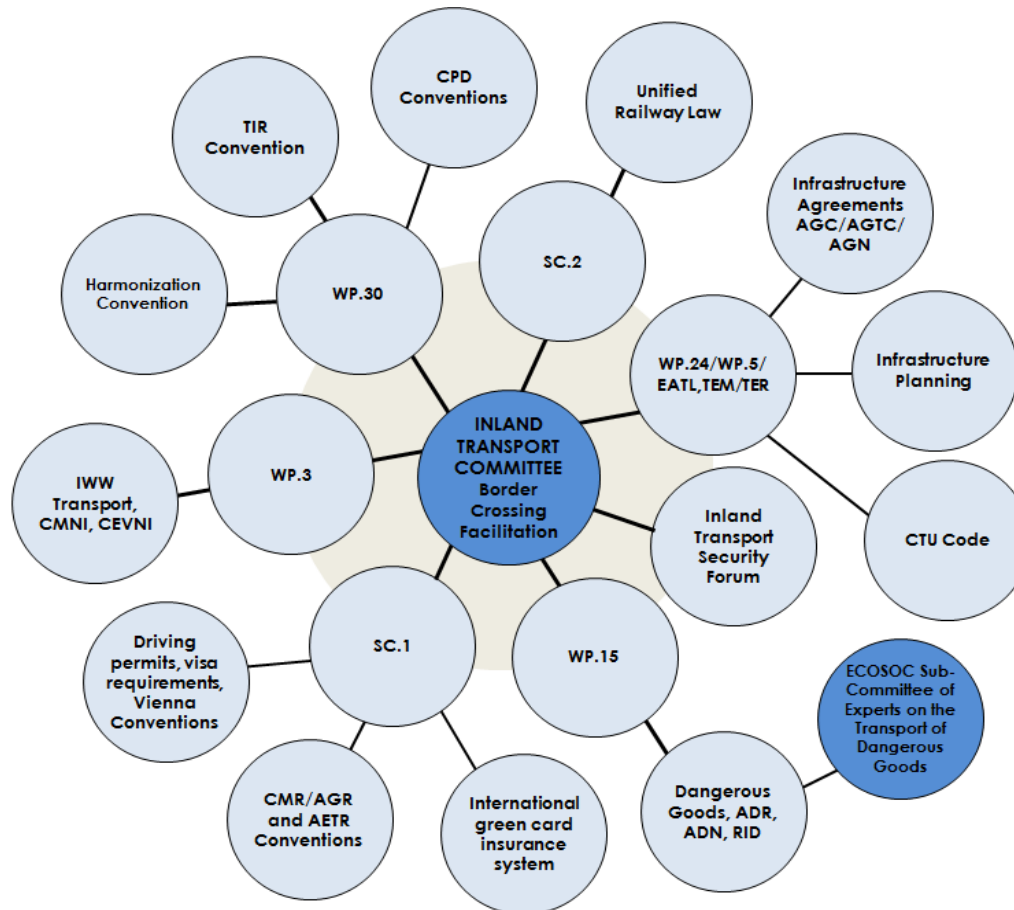 CPD
Conventions
Unified
Railway Law
TIR
Convention
Infrastructure
Agreements
AGC/AGTC/
AGN
SC.2
Harmonization
Convention
WP.30
WP.24/WP.5/
EATL,TEM/TER
Infrastructure
Planning
INLAND
TRANSPORT
COMMITTEE
Border
Crossing
Facilitation
WP.3
IWW
Transport,
CMNI, CEVNI
Inland
Transport
Security
Forum
CTU Code
Driving
permits, visa
requirements,
Vienna
Conventions
SC.1
WP.15
ECOSOC Sub-
Committee of
Experts on the
Transport of
Dangerous
Goods
CMR/AGR
and AETR
Conventions
International
green card
insurance
system
Dangerous
Goods, ADR,
ADN, RID